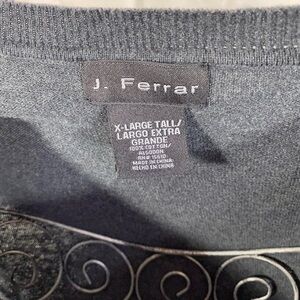 J. Ferrar
X-LARGE TALL/
LARGO EXTRA
GRANDE
100% COTTON/
ALGODON
MADE IN CHINA/
HECHO EN CHINA